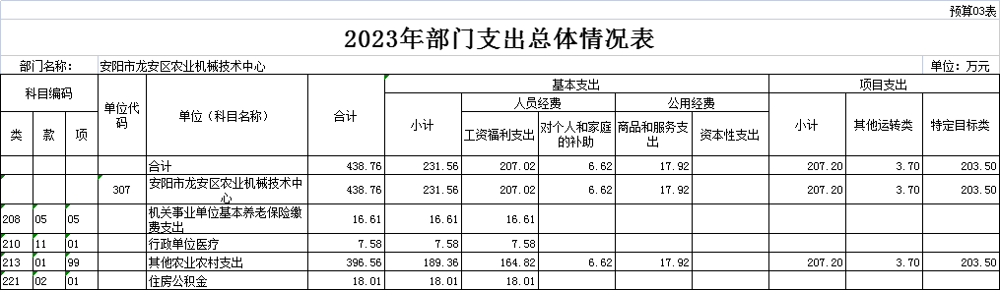 预算03表
2023年部门支出总体情况表
部门名称： 安阳市龙安区农业机械技术中心 单位：万元
科目编码 单位代码 单位（科目名称） 合计 基本支出 项目支出
类 款 项 小计 人员经费 公用经费 小计 其他运转类 特定目标类
工资福利支出 对个人和家庭的补助 商品和服务支出 资本性支出
合计 438.76 231.56 207.02 6.62 17.92 207.20 3.70 203.50
307 安阳市龙安区农业机械技术中心 438.76 231.56 207.02 6.62 17.92 207.20 3.70 203.50
208 05 05 机关事业单位基本养老保险缴费支出 16.61 16.61 16.61
210 11 01 行政单位医疗 7.58 7.58 7.58
213 01 99 其他农业农村支出 396.56 189.36 164.82 6.62 17.92 207.20 3.70 203.50
221 02 01 住房公积金 18.01 18.01 18.01